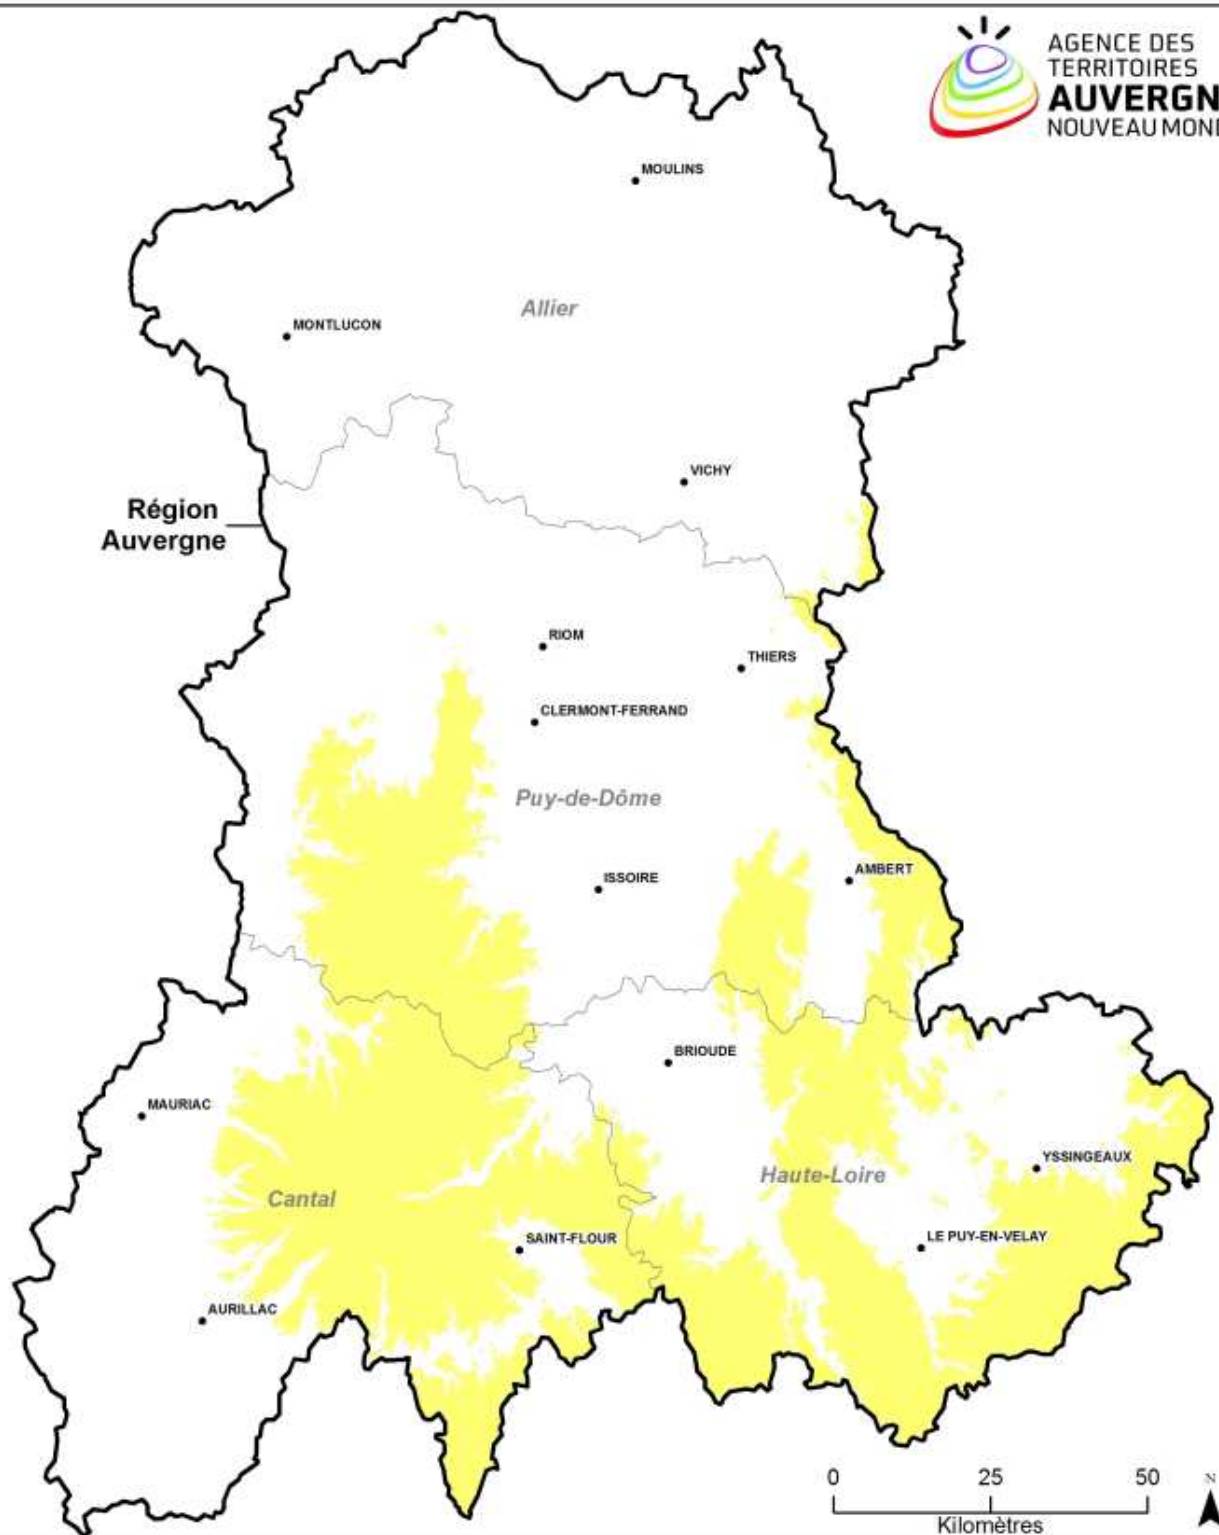 AGENCE DES
TERRITOIRES
AUVERGN
NOUVEAU MOND
MOULINS
Allier
MONTLUCON
VICHY
Région
Auvergne
RIOM
THIERS
CLERMONT-FERRAND
Puy-de-Dôme
AMBERT
ISSOIRE
BRIOUDE
MAURIAC
YSSINGEAUX
Haute-Loire
Cantal
SAINT-FLOUR
LE PUY-EN-VELAY
AURILLAC
0 25 50
N
Kilomètres